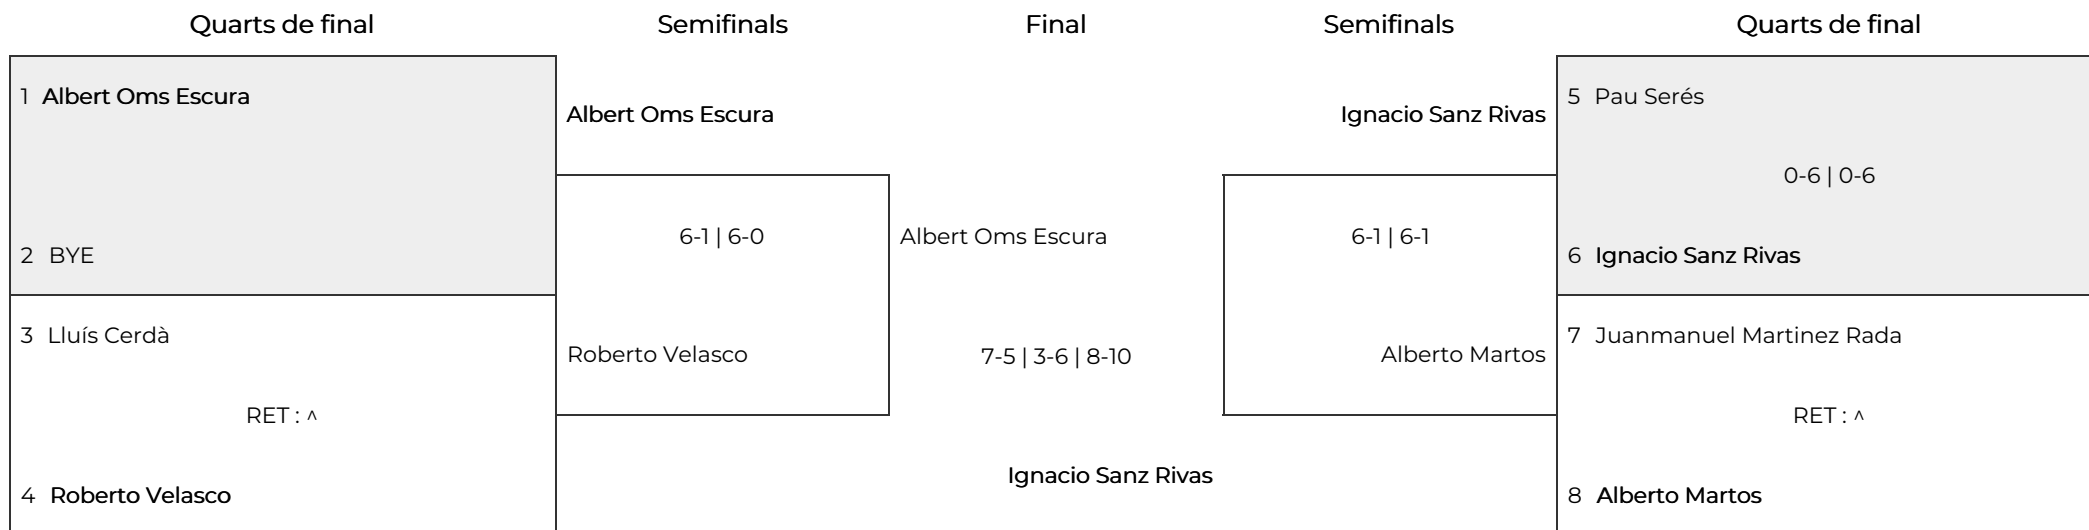 Quarts de final
Semifinals
Final
Semifinals
Quarts de final
1 Albert Oms Escura
2 BYE
3 Lluís Cerdà
RET : ^
4 Roberto Velasco
Albert Oms Escura
6-1 | 6-0
Roberto Velasco
Albert Oms Escura
7-5 | 3-6 | 8-10
Ignacio Sanz Rivas
Ignacio Sanz Rivas
6-1 | 6-1
Alberto Martos
5 Pau Serés
0-6 | 0-6
6 Ignacio Sanz Rivas
7 Juanmanuel Martinez Rada
RET : ^
8 Alberto Martos